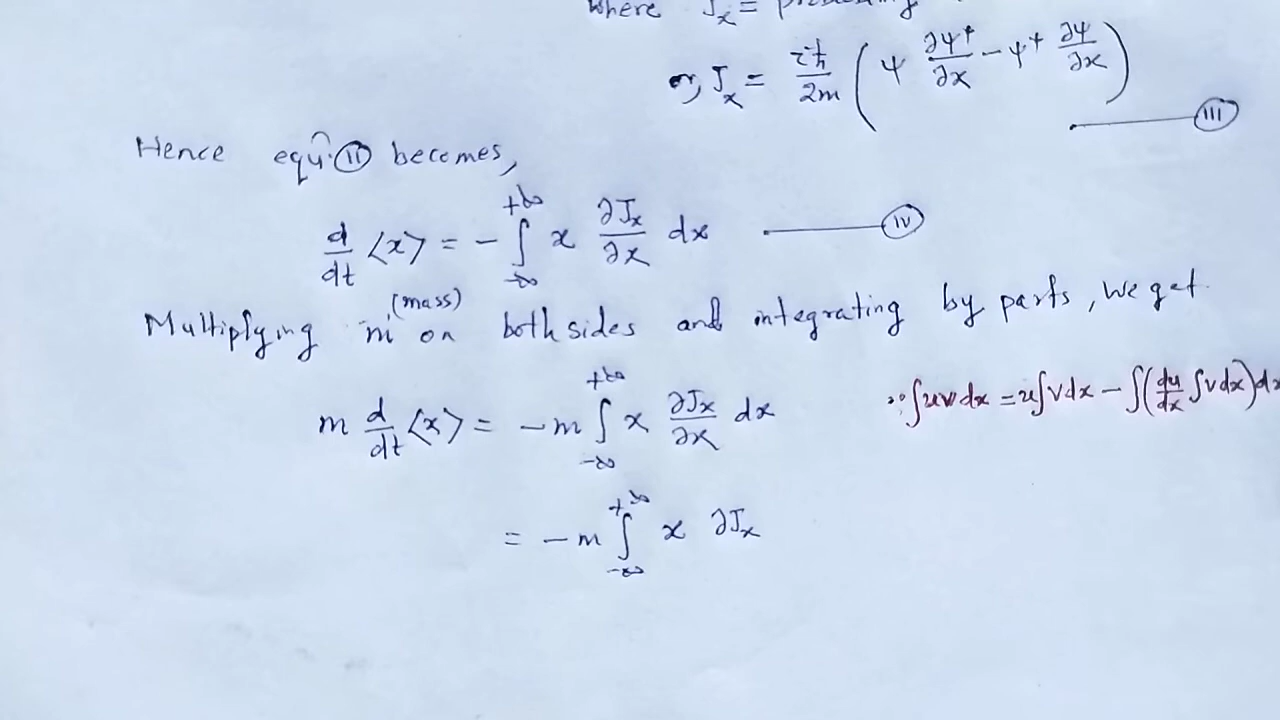 where Jₓ =
or, Jₓ = iħ/2m (ψ ∂ψ*/∂x − ψ* ∂ψ/∂x) —— (III)
Hence equⁿ. (II) becomes,
d/dt ⟨x⟩ = − ∫_{-∞}^{+∞} x ∂Jₓ/∂x dx —— (IV)
Multiplying 'm' (mass) on both sides and integrating by parts, we get
m d/dt ⟨x⟩ = −m ∫_{-∞}^{+∞} x ∂Jₓ/∂x dx ∵ ∫uv dx = u∫v dx − ∫(du/dx ∫v dx) dx
= −m ∫_{-∞}^{+∞} x ∂Jₓ